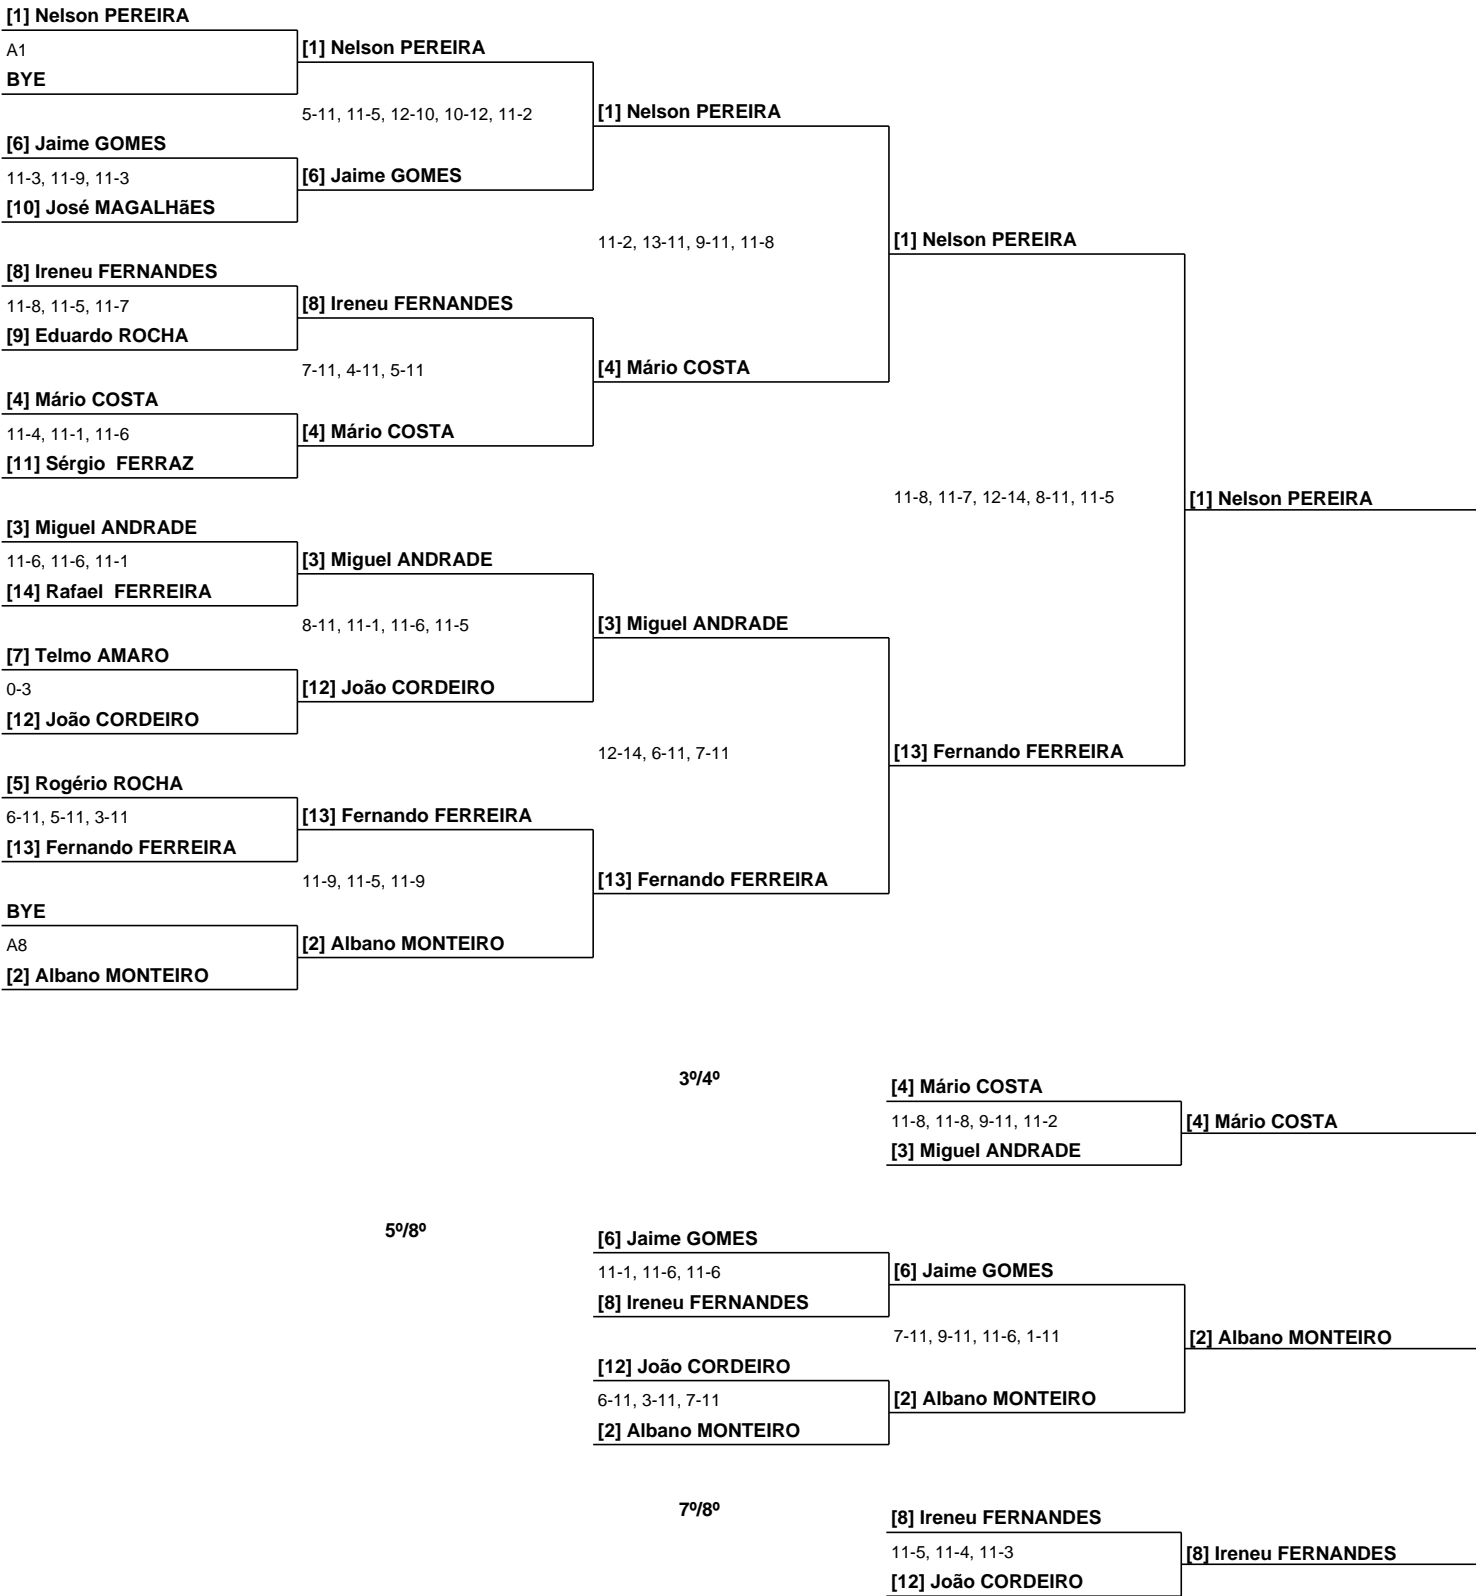 [1] Nelson PEREIRA
A1
[1] Nelson PEREIRA
BYE
5-11, 11-5, 12-10, 10-12, 11-2
[1] Nelson PEREIRA
[6] Jaime GOMES
11-3, 11-9, 11-3
[6] Jaime GOMES
[10] José MAGALHãES
11-2, 13-11, 9-11, 11-8
[1] Nelson PEREIRA
[8] Ireneu FERNANDES
11-8, 11-5, 11-7
[8] Ireneu FERNANDES
[9] Eduardo ROCHA
7-11, 4-11, 5-11
[4] Mário COSTA
[4] Mário COSTA
11-4, 11-1, 11-6
[4] Mário COSTA
[11] Sérgio  FERRAZ
11-8, 11-7, 12-14, 8-11, 11-5
[1] Nelson PEREIRA
[3] Miguel ANDRADE
11-6, 11-6, 11-1
[3] Miguel ANDRADE
[14] Rafael  FERREIRA
8-11, 11-1, 11-6, 11-5
[3] Miguel ANDRADE
[7] Telmo AMARO
0-3
[12] João CORDEIRO
[12] João CORDEIRO
12-14, 6-11, 7-11
[13] Fernando FERREIRA
[5] Rogério ROCHA
6-11, 5-11, 3-11
[13] Fernando FERREIRA
[13] Fernando FERREIRA
11-9, 11-5, 11-9
[13] Fernando FERREIRA
BYE
A8
[2] Albano MONTEIRO
[2] Albano MONTEIRO
3º/4º
[4] Mário COSTA
11-8, 11-8, 9-11, 11-2
[4] Mário COSTA
[3] Miguel ANDRADE
5º/8º
[6] Jaime GOMES
11-1, 11-6, 11-6
[6] Jaime GOMES
[8] Ireneu FERNANDES
7-11, 9-11, 11-6, 1-11
[2] Albano MONTEIRO
[12] João CORDEIRO
6-11, 3-11, 7-11
[2] Albano MONTEIRO
[2] Albano MONTEIRO
7º/8º
[8] Ireneu FERNANDES
11-5, 11-4, 11-3
[8] Ireneu FERNANDES
[12] João CORDEIRO